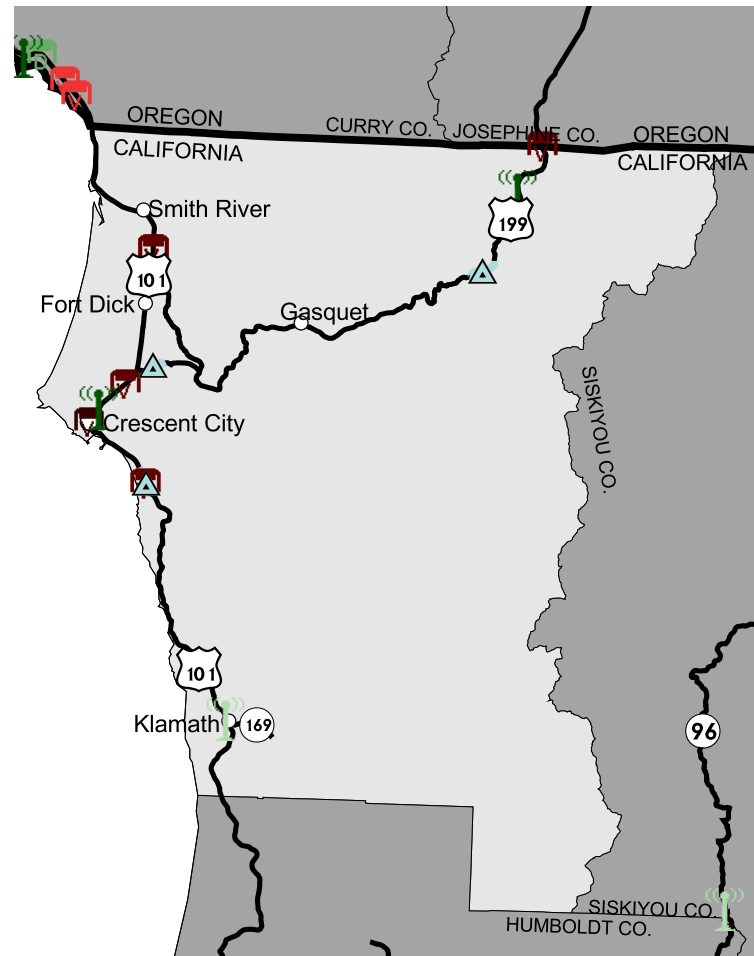 OREGON
CURRY CO.
JOSEPHINE CO.
OREGON
CALIFORNIA
CALIFORNIA
Smith River
199
101
Fort Dick
Gasquet
SISKIYOU CO.
Crescent City
101
Klamath
169
96
SISKIYOU CO.
HUMBOLDT CO.